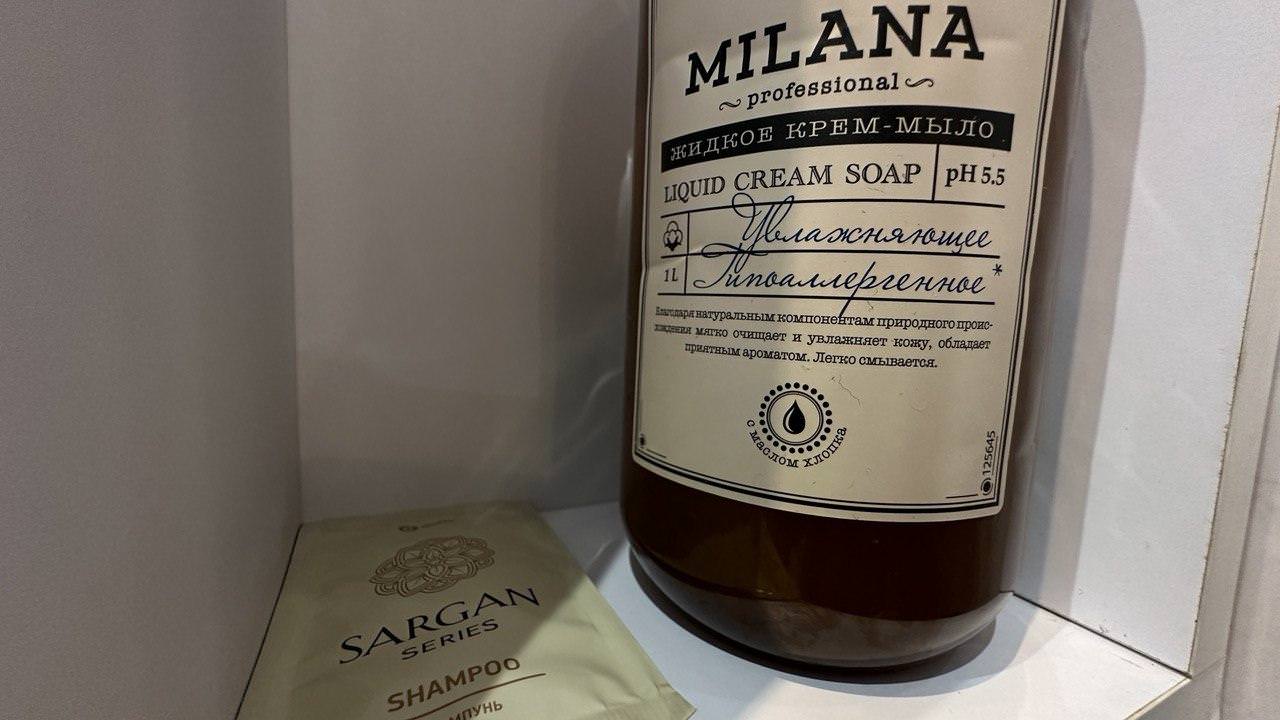 MILANA
professional
ЖИДКОЕ КРЕМ-МЫЛО
LIQUID CREAM SOAP
pH 5.5
Увлажняющее
1 L
Гипоаллергенное*
Благодаря натуральным компонентам природного проис-
хождения мягко очищает и увлажняет кожу, обладает
приятным ароматом. Легко смывается.
с маслом хлопка
125645
SARGAN
SERIES
SHAMPOO